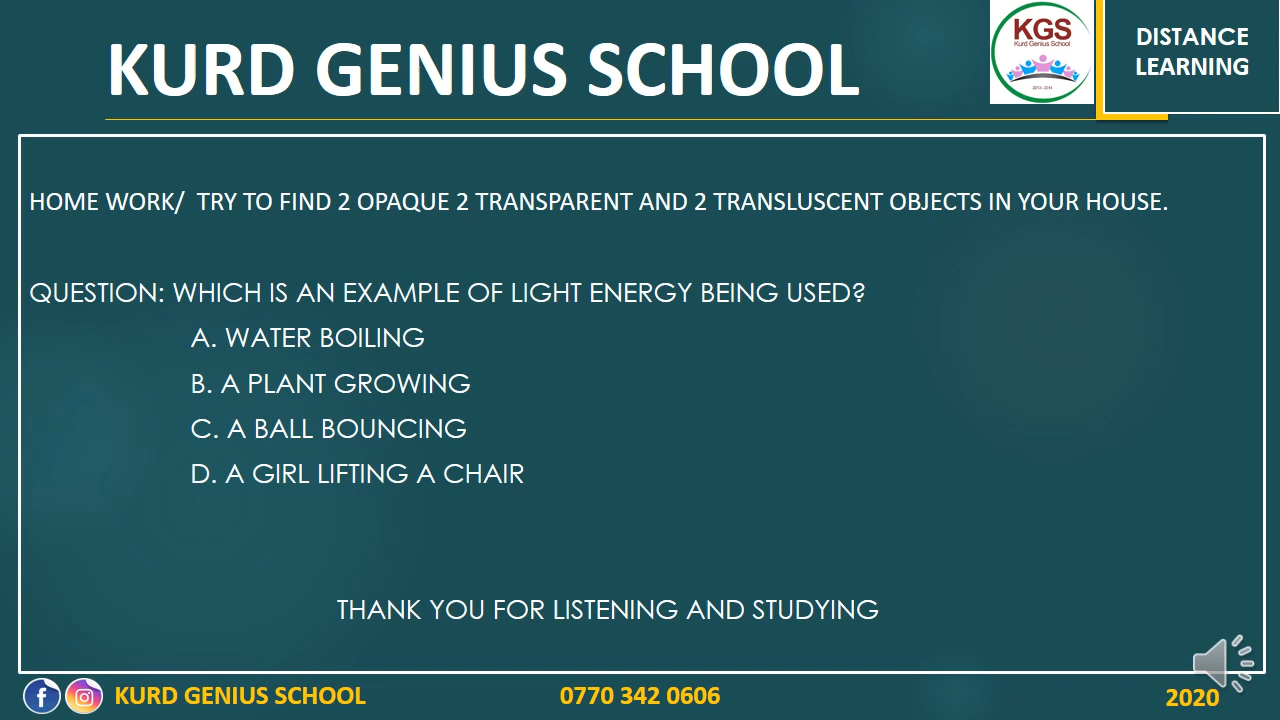 KURD GENIUS SCHOOL
KGS
Kurd Genius School
DISTANCE
LEARNING
HOME WORK/ TRY TO FIND 2 OPAQUE 2 TRANSPARENT AND 2 TRANSLUSCENT OBJECTS IN YOUR HOUSE.
QUESTION: WHICH IS AN EXAMPLE OF LIGHT ENERGY BEING USED?
A. WATER BOILING
B. A PLANT GROWING
C. A BALL BOUNCING
D. A GIRL LIFTING A CHAIR
THANK YOU FOR LISTENING AND STUDYING
KURD GENIUS SCHOOL
0770 342 0606
2020